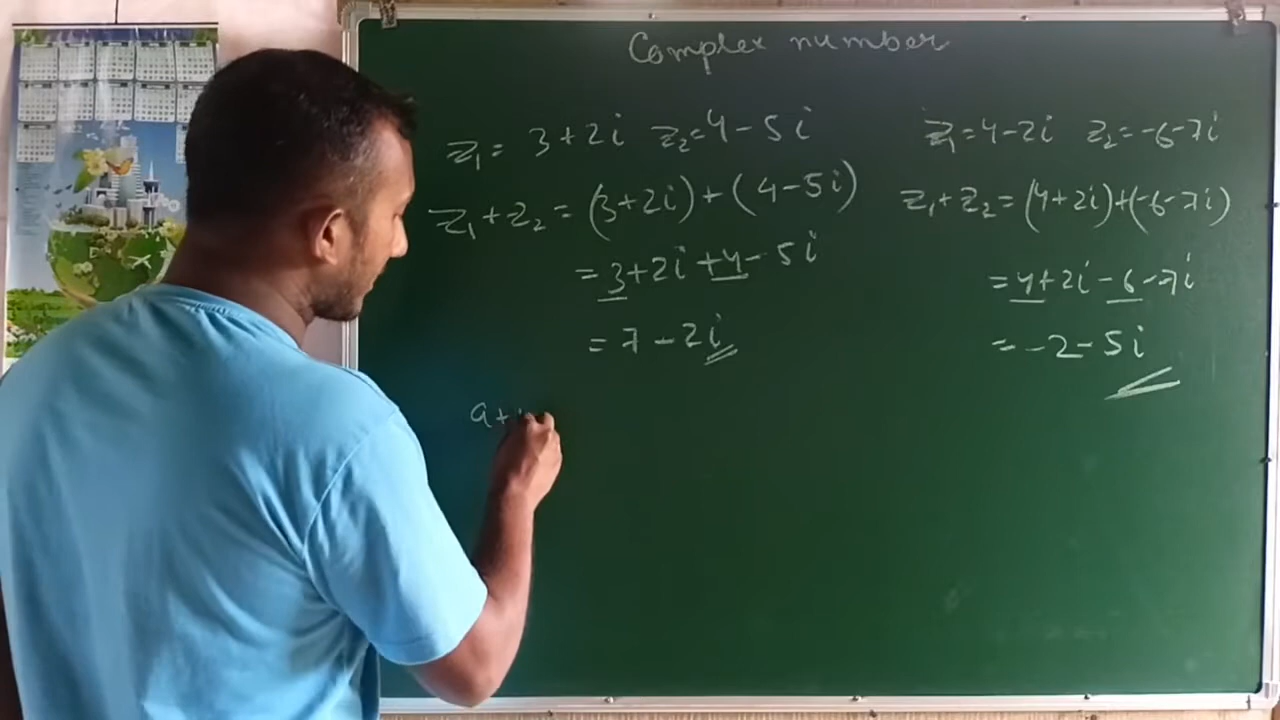 Complex number
z₁ = 3+2i z₂=4-5i
z₁+z₂ = (3+2i)+(4-5i)
= 3+2i+4-5i
= 7-2i
a+
z₁=4-2i z₂=-6-7i
z₁+z₂=(4+2i)+(-6-7i)
=4+2i-6-7i
=-2-5i